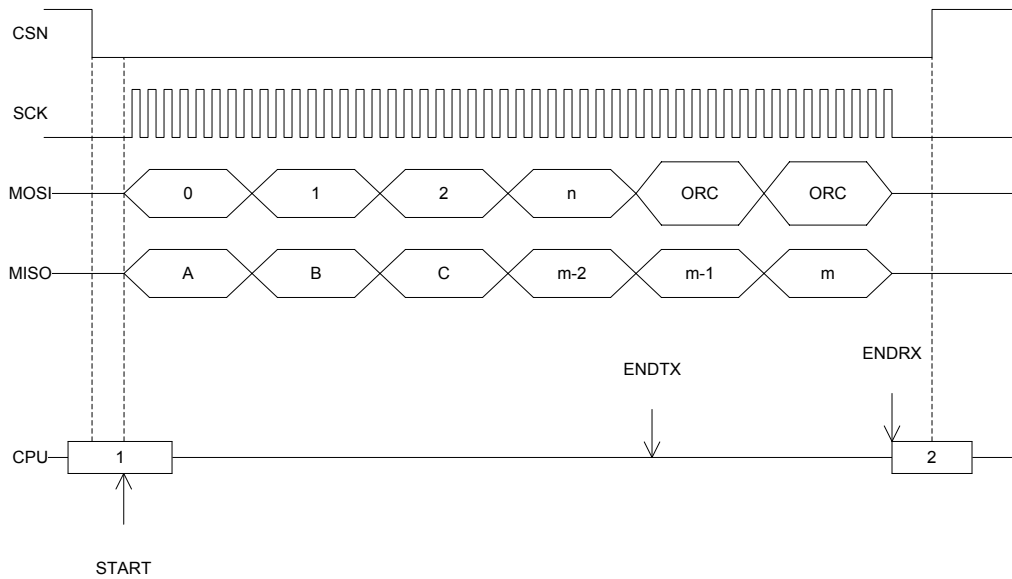 CSN
SCK
MOSI 0 1 2 n ORC ORC
MISO A B C m-2 m-1 m
ENDRX
ENDTX
CPU 1 2
START